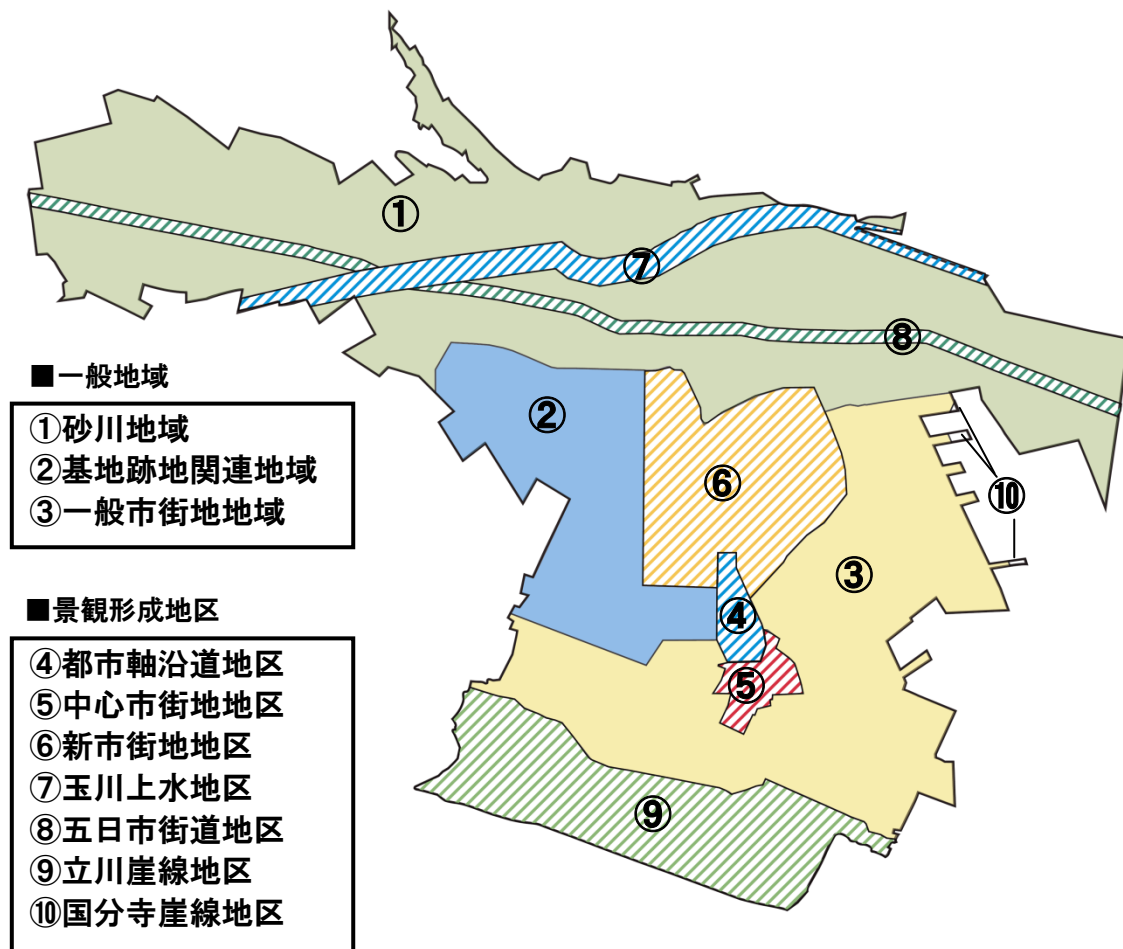 ①
⑦
⑧
②
⑥
⑩
③
④
⑤
⑨
■一般地域
①砂川地域
②基地跡地関連地域
③一般市街地地域
■景観形成地区
④都市軸沿道地区
⑤中心市街地地区
⑥新市街地地区
⑦玉川上水地区
⑧五日市街道地区
⑨立川崖線地区
⑩国分寺崖線地区